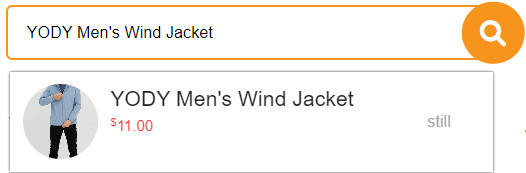 YODY Men's Wind Jacket
YODY Men's Wind Jacket
$11.00
still